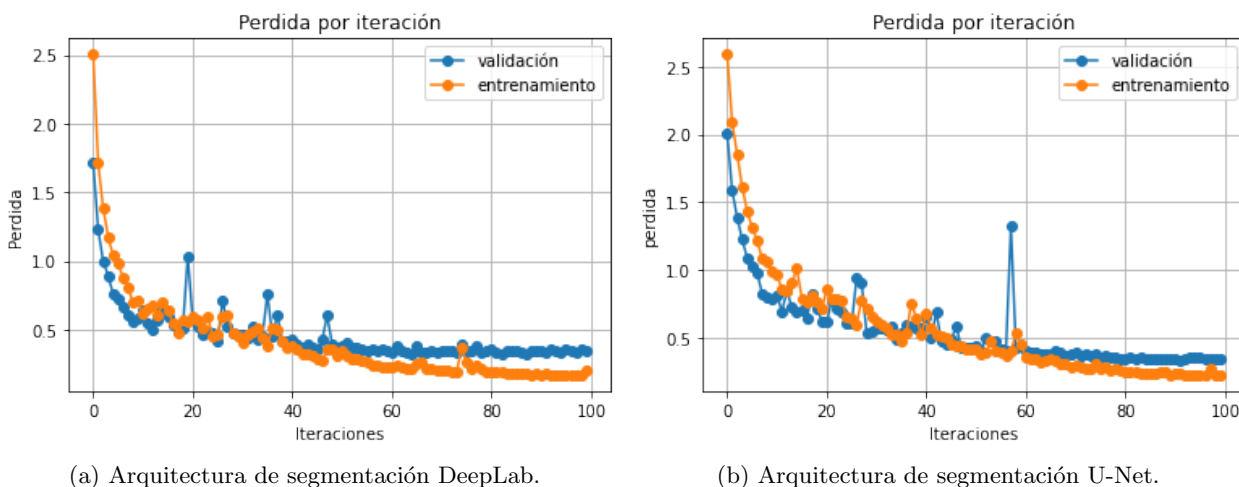 Perdida por iteración
2.5
2.0
1.5
1.0
0.5
Perdida
validación
entrenamiento
0
20
40
60
80
100
Iteraciones
(a) Arquitectura de segmentación DeepLab.
Perdida por iteración
2.5
2.0
1.5
1.0
0.5
perdida
validación
entrenamiento
0
20
40
60
80
100
Iteraciones
(b) Arquitectura de segmentación U-Net.